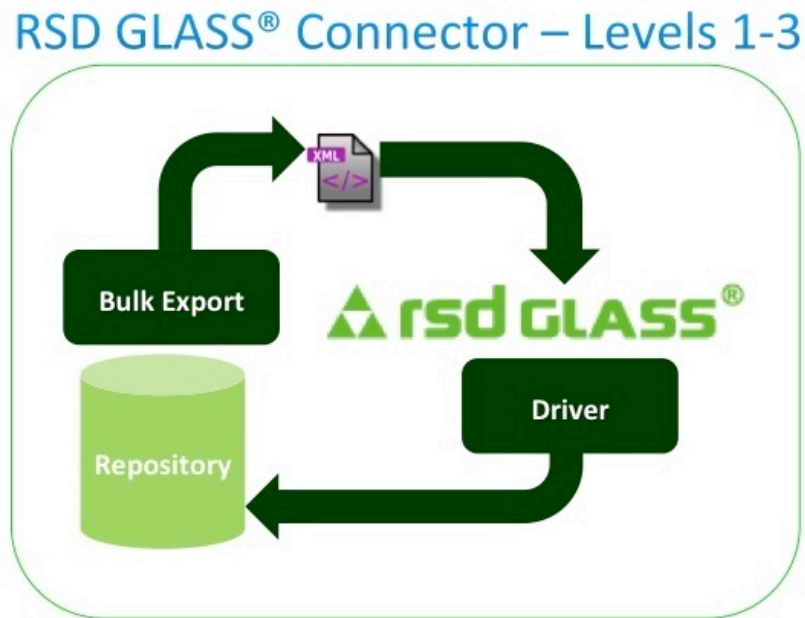 RSD GLASS® Connector – Levels 1-3
XML
</>
Bulk Export
rsd GLASS®
Driver
Repository